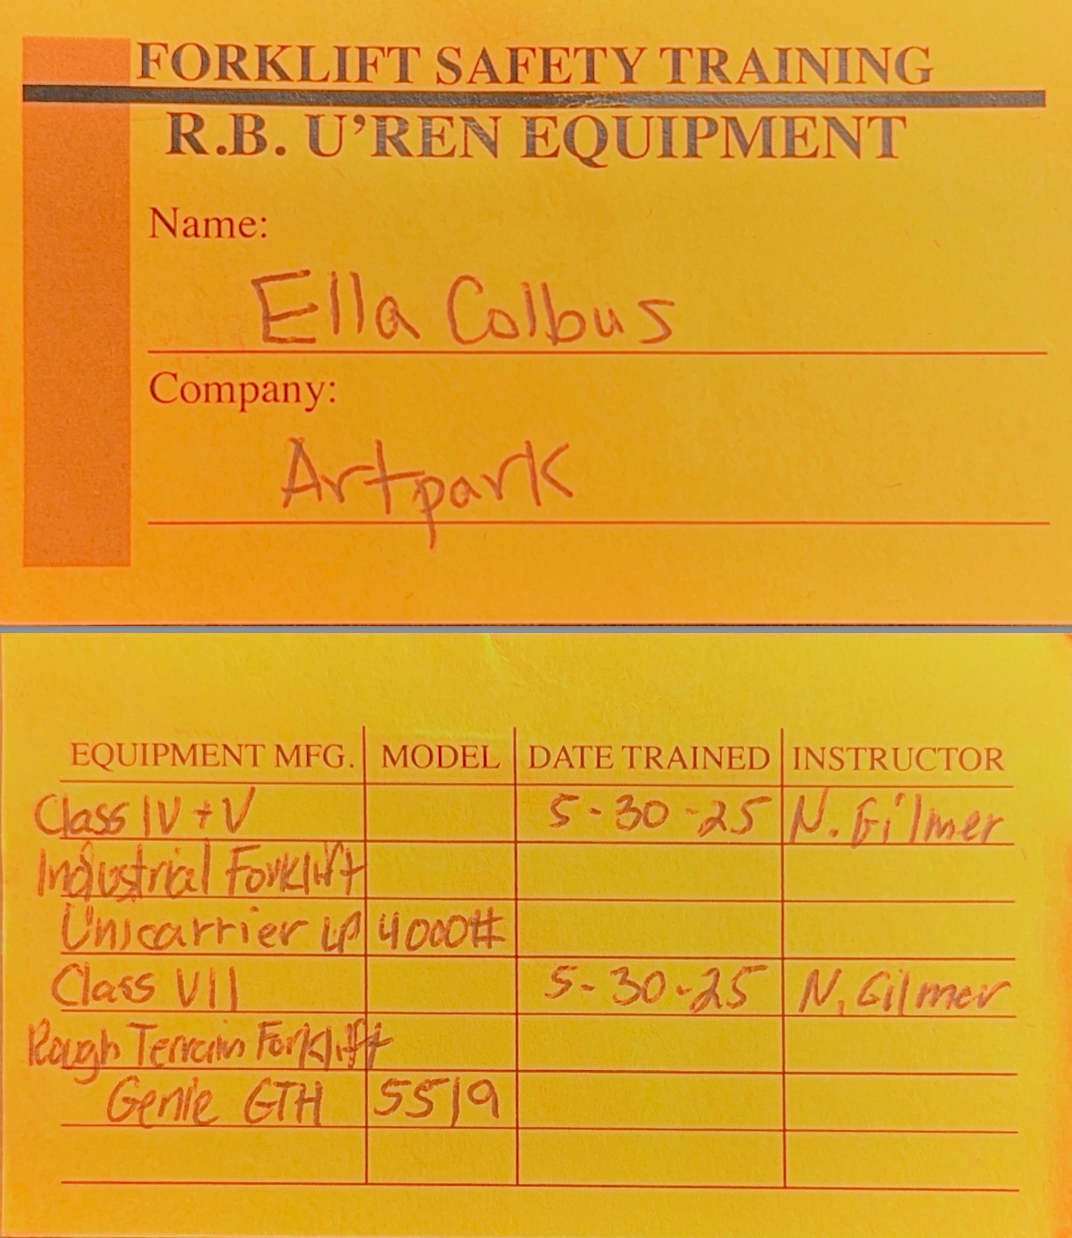 FORKLIFT SAFETY TRAINING
R.B. U'REN EQUIPMENT
Name:
Ella Colbus
Company:
Artpark
EQUIPMENT MFG. MODEL DATE TRAINED INSTRUCTOR
Class IV + V 5-30-25 N. Gilmer
Industrial Forklift
Unicarrier LP 4000#
Class VII 5-30-25 N. Gilmer
Rough Terrain Forklift
Genie GTH 5519